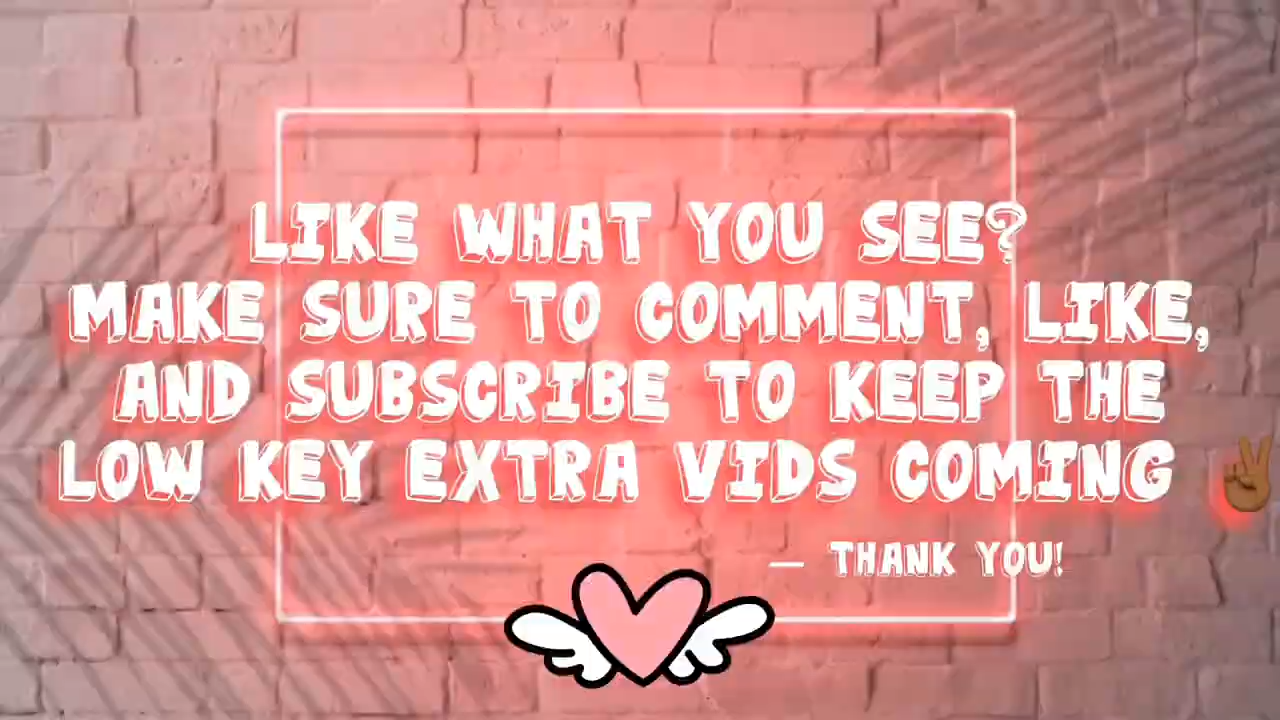 LIKE WHAT YOU SEE?
MAKE SURE TO COMMENT, LIKE,
AND SUBSCRIBE TO KEEP THE
LOW KEY EXTRA VIDS COMING ✌🏾
— THANK YOU!